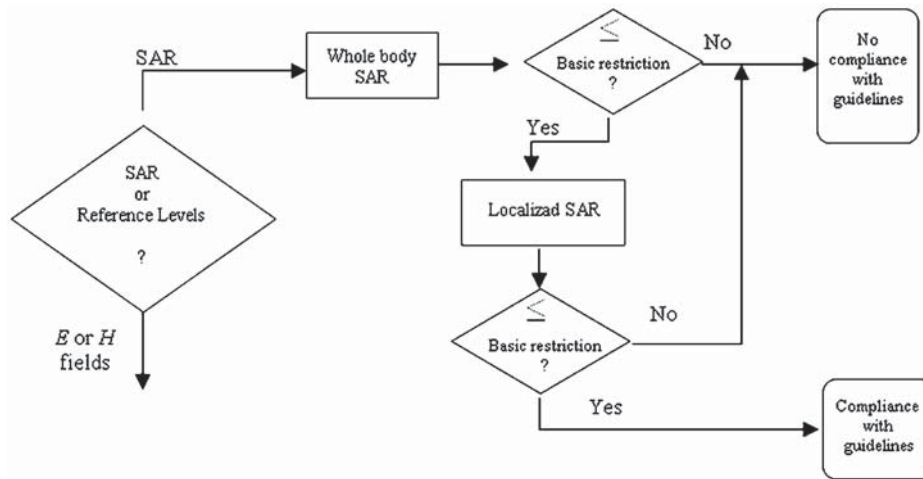 SAR
Whole body
SAR
≤
Basic restriction
?
No
No
compliance
with
guidelines
Yes
SAR
or
Reference Levels
?
Localizad SAR
≤
Basic restriction
?
No
E or H
fields
Yes
Compliance
with
guidelines